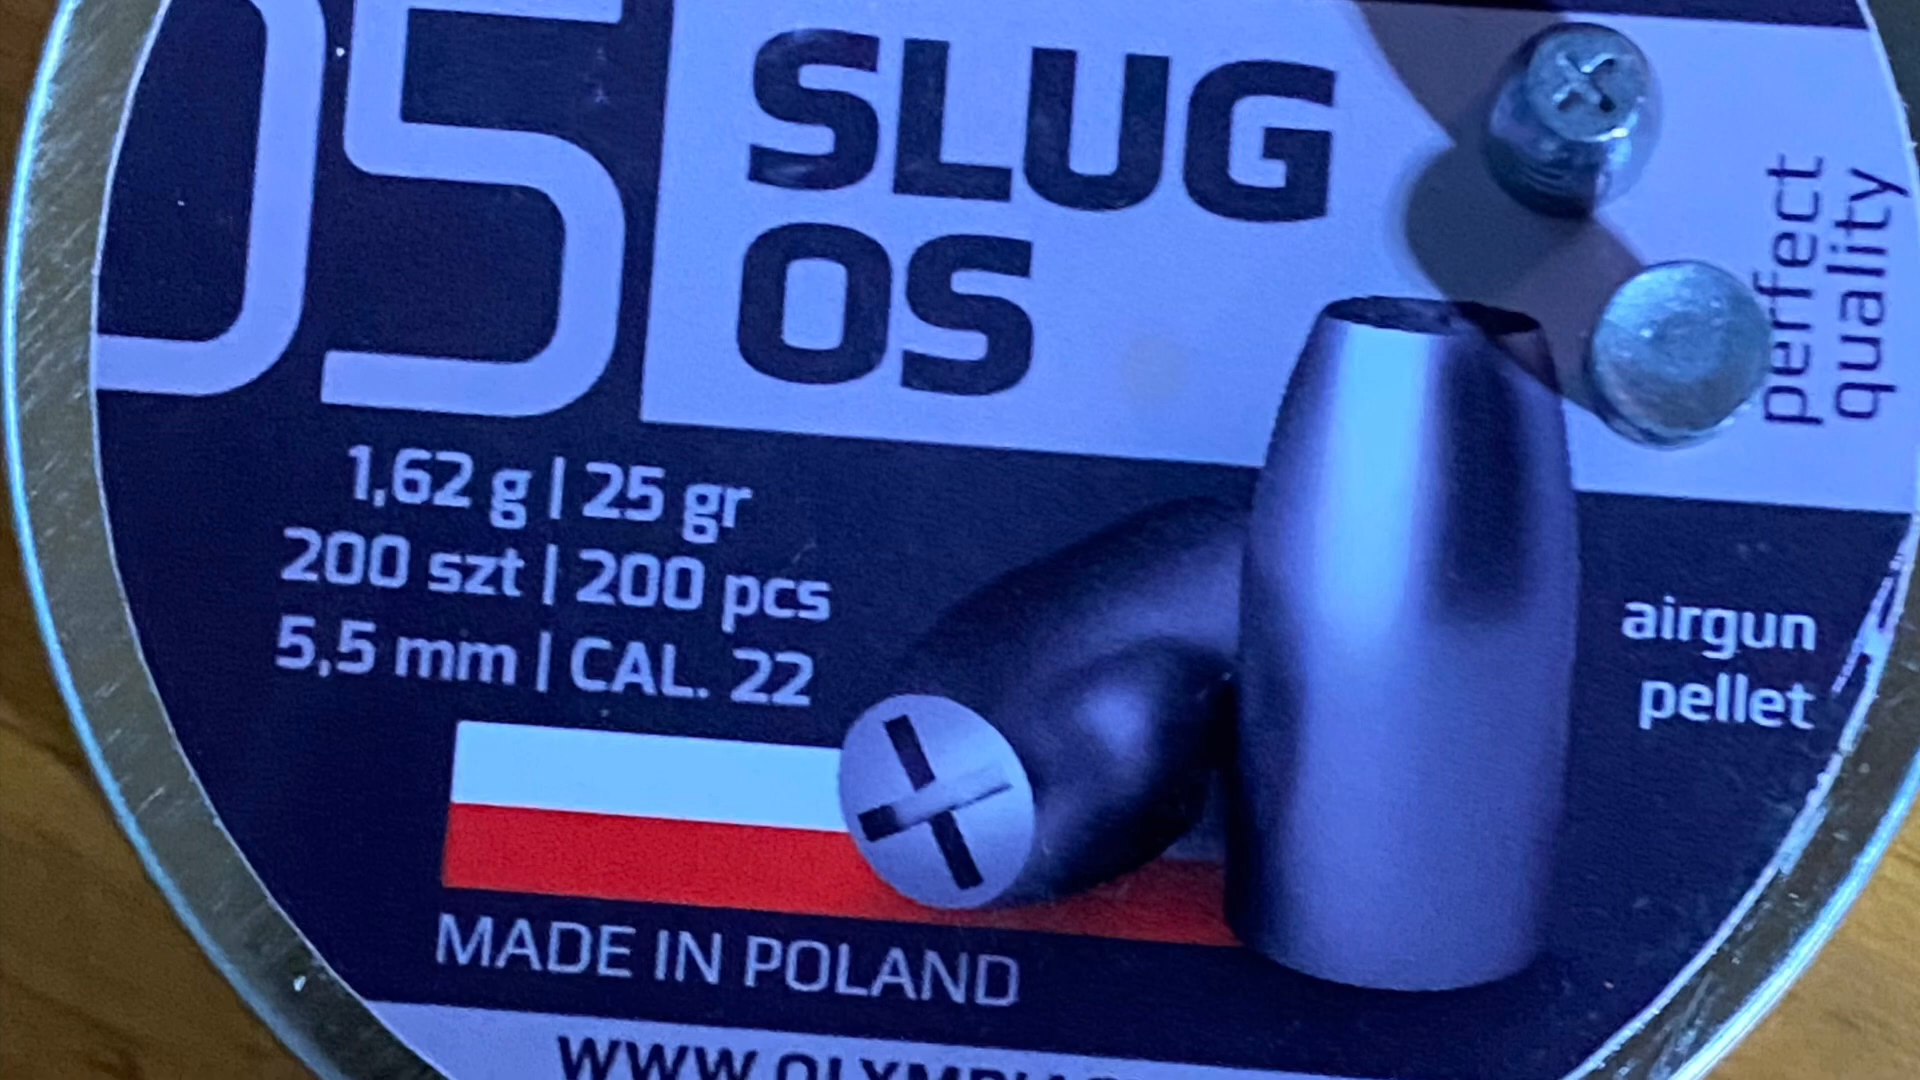 05
SLUG
OS
perfect
quality
1,62 g | 25 gr
200 szt | 200 pcs
5,5 mm | CAL. 22
airgun
pellet
MADE IN POLAND